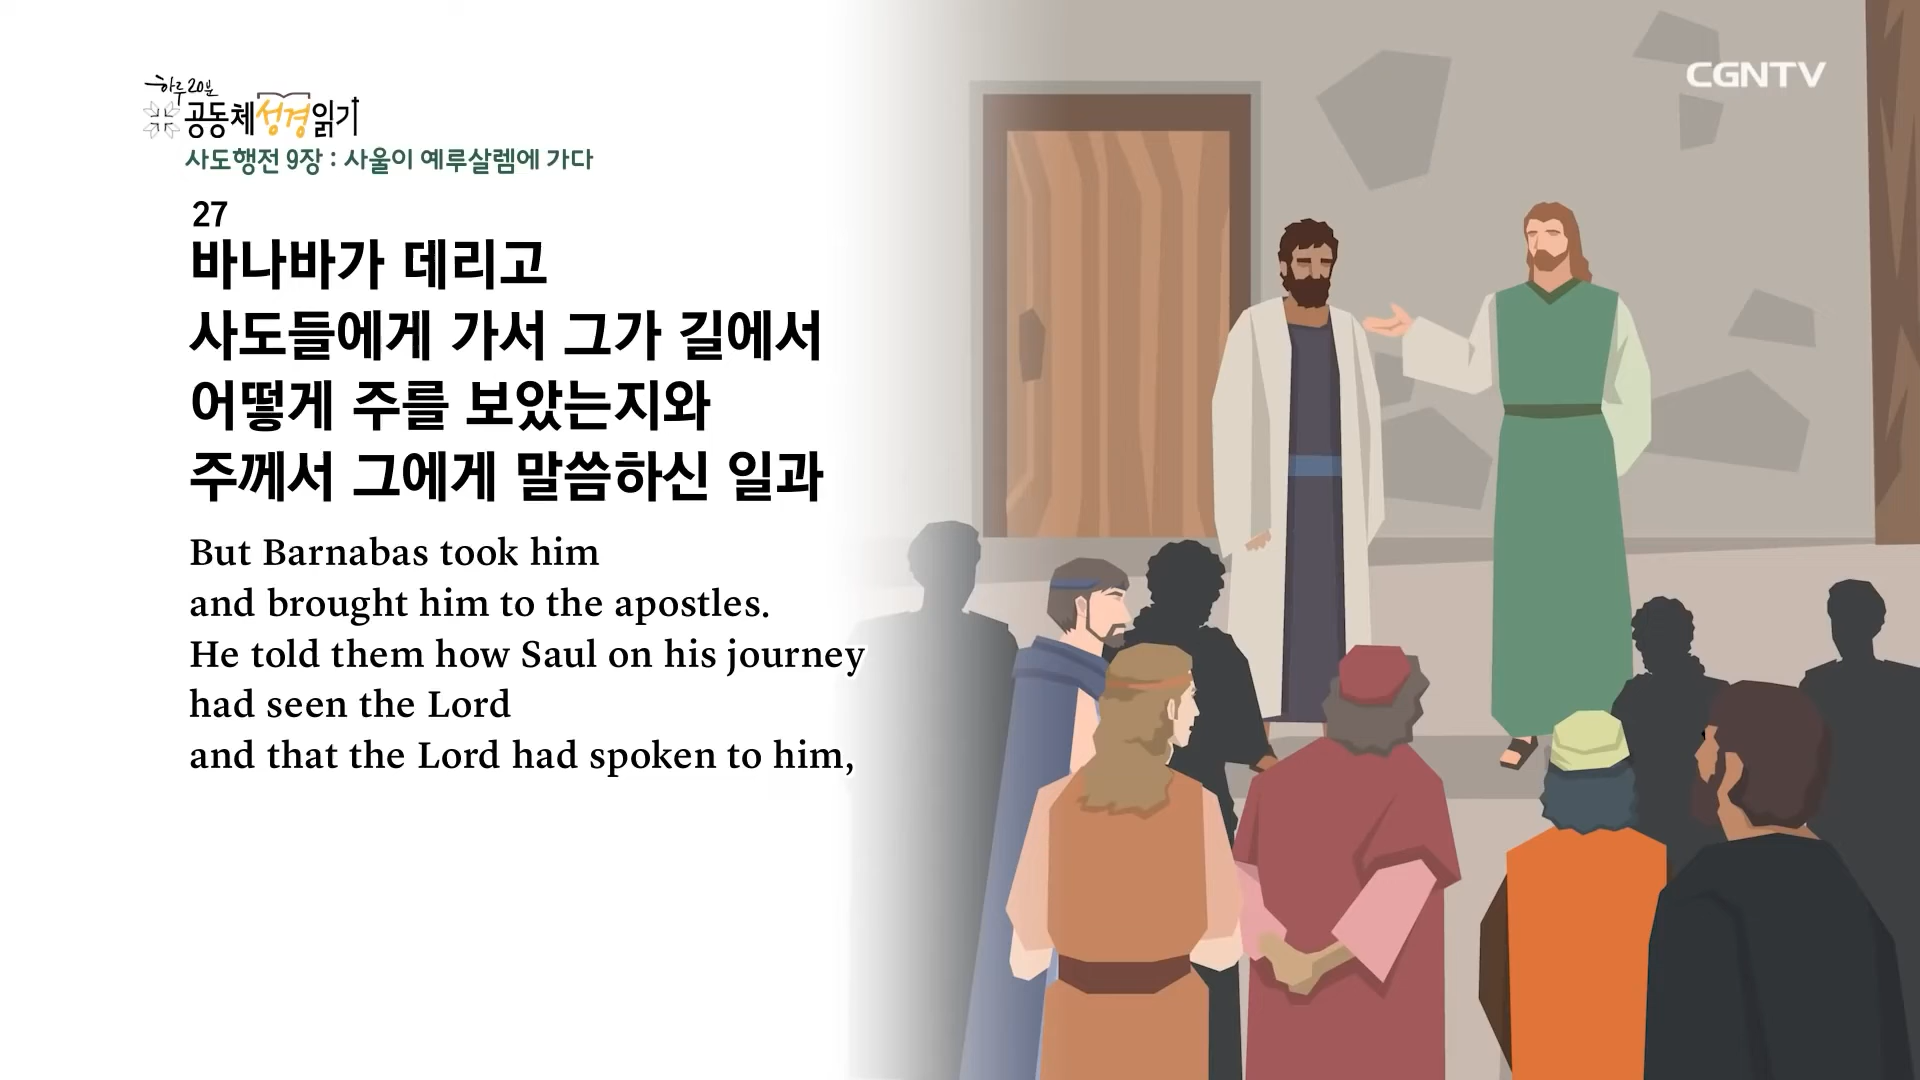 하루 20분
공동체성경읽기
CGNTV
사도행전 9장 : 사울이 예루살렘에 가다
27
바나바가 데리고
사도들에게 가서 그가 길에서
어떻게 주를 보았는지와
주께서 그에게 말씀하신 일과
But Barnabas took him
and brought him to the apostles.
He told them how Saul on his journey
had seen the Lord
and that the Lord had spoken to him,